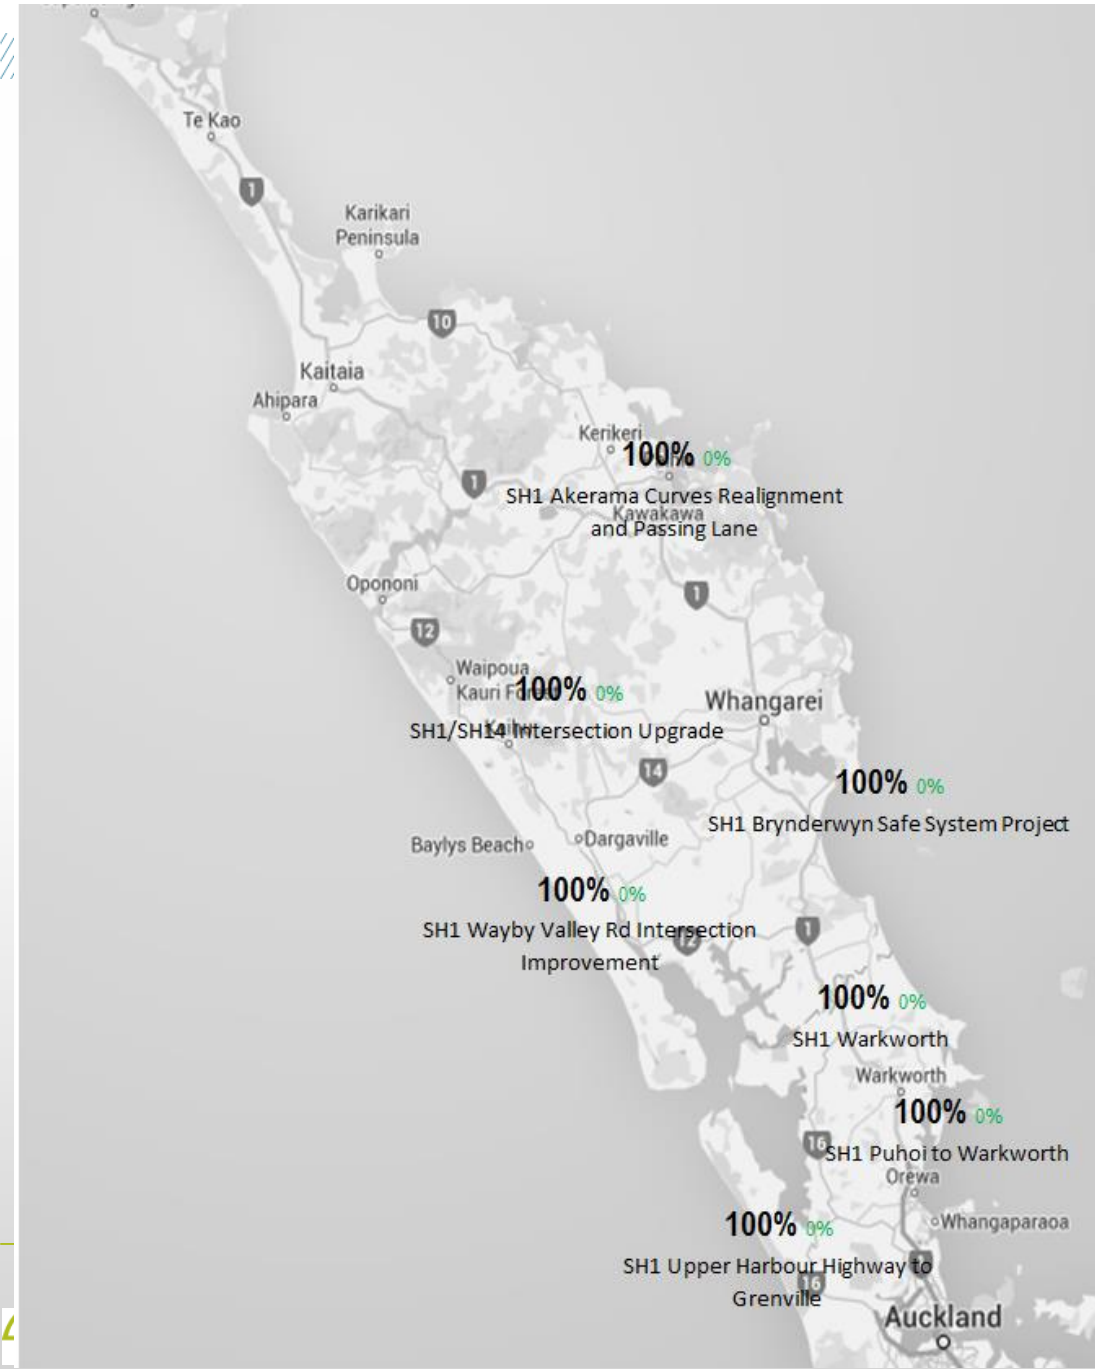 Te Kao
1
Karikari
Peninsula
10
Kaitaia
Ahipara
Kerikeri
100% 0%
1
SH1 Akerama Curves Realignment
Kawakawa
and Passing Lane
Opononi
1
12
Waipoua
Kauri
100% 0%
Whangarei
SH1/SH14 Intersection Upgrade
14
100% 0%
SH1 Brynderwyn Safe System Project
Baylys Beach
Dargaville
100% 0%
SH1 Wayby Valley Rd Intersection
12
1
Improvement
100% 0%
SH1 Warkworth
Warkworth
100% 0%
16
SH1 Puhoi to Warkworth
Orewa
100% 0%
Whangaparaoa
SH1 Upper Harbour Highway to
16
Grenville
Auckland